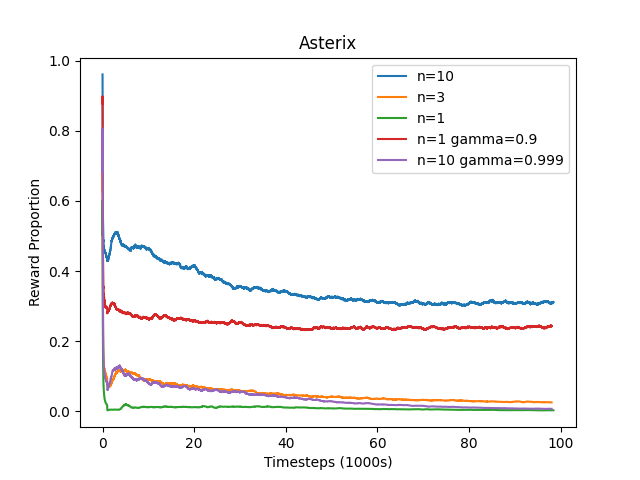 Asterix
Reward Proportion
1.0
0.8
0.6
0.4
0.2
0.0
n=10
n=3
n=1
n=1 gamma=0.9
n=10 gamma=0.999
0 20 40 60 80 100
Timesteps (1000s)